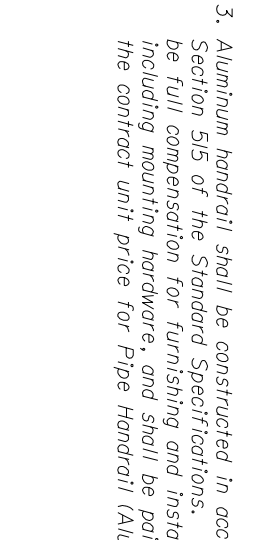 3. Aluminum handrail shall be constructed in acc
Section 515 of the Standard Specifications.
be full compensation for furnishing and insta
including mounting hardware, and shall be pai
the contract unit price for Pipe Handrail (Alu